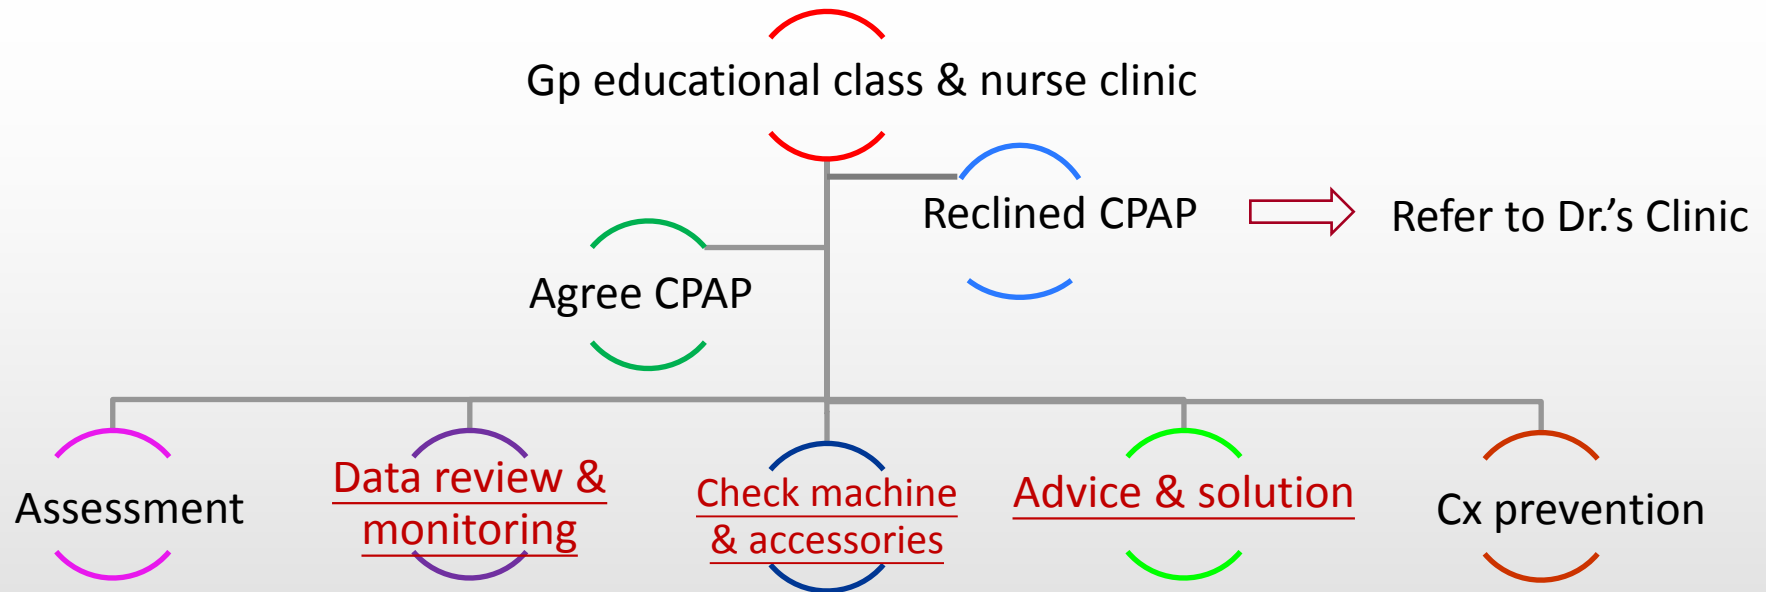 Gp educational class & nurse clinic
Reclined CPAP
Refer to Dr.'s Clinic
Agree CPAP
Assessment
Data review &
monitoring
Check machine
& accessories
Advice & solution
Cx prevention